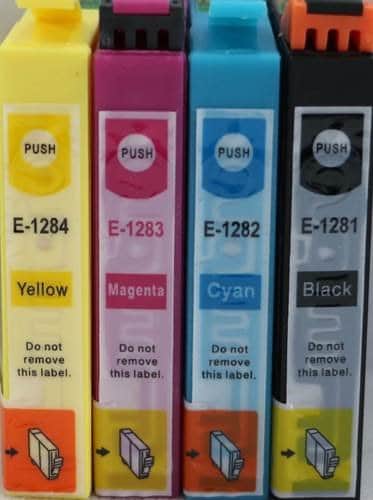 PUSH
E-1284
Yellow
Do not
remove
this label.
PUSH
E-1283
Magenta
Do not
remove
this label.
PUSH
E-1282
Cyan
Do not
remove
this label.
PUSH
E-1281
Black
Do not
remove
this label.